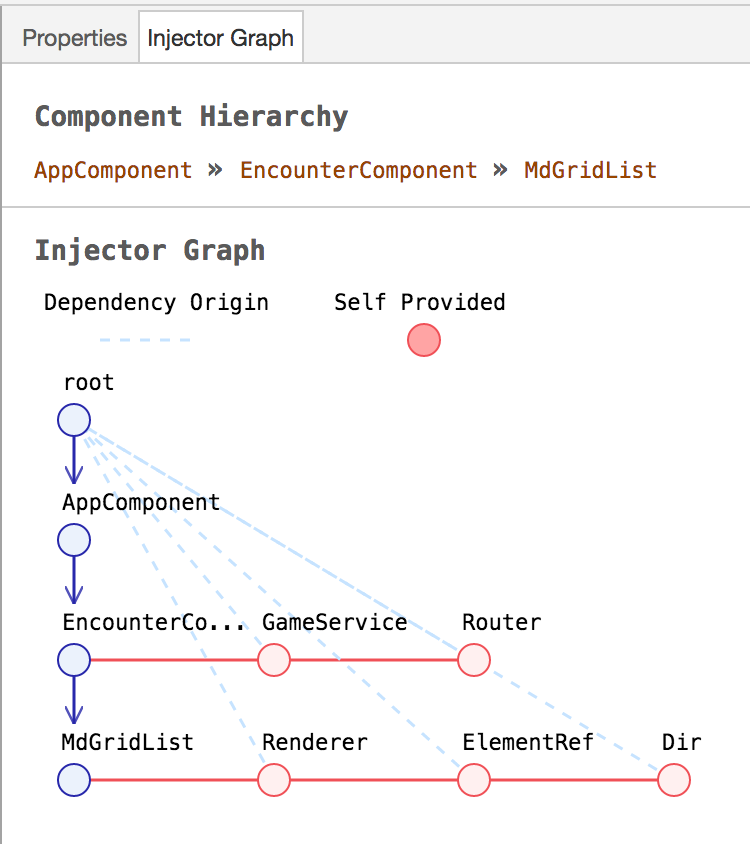 Properties Injector Graph
Component Hierarchy
AppComponent » EncounterComponent » MdGridList
Injector Graph
Dependency Origin Self Provided
root
AppComponent
EncounterCo... GameService Router
MdGridList Renderer ElementRef Dir